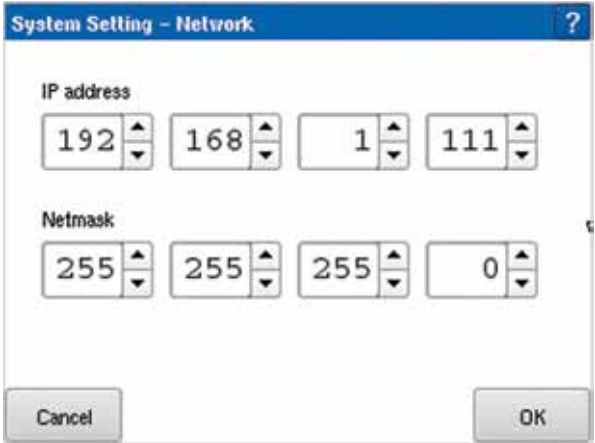 System Setting - Network ?
IP address
192 168 1 111
Netmask
255 255 255 0
Cancel OK